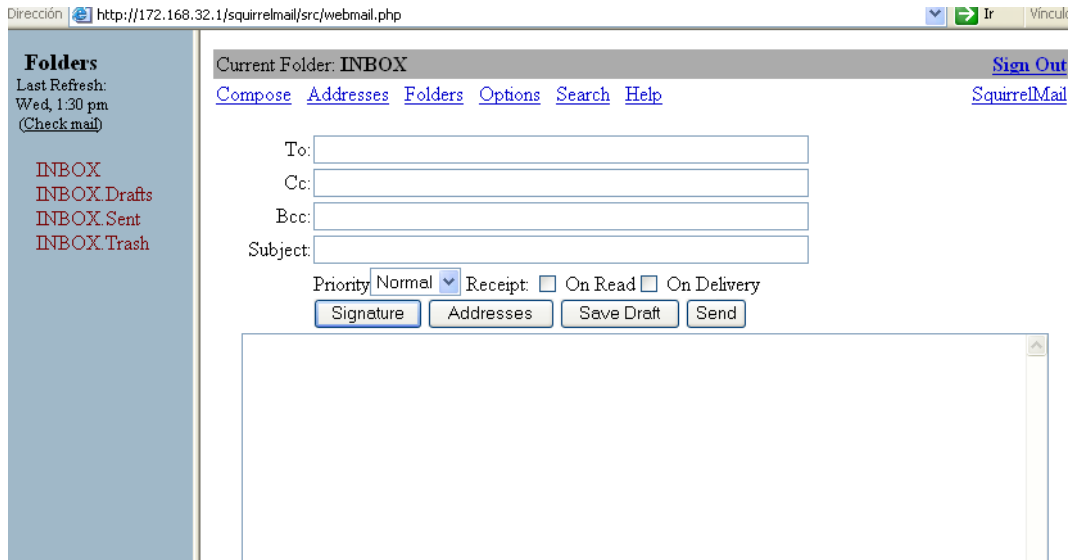 Dirección http://172.168.32.1/squirrelmail/src/webmail.php Ir
Folders
Last Refresh:
Wed, 1:30 pm
(Check mail)
INBOX
INBOX.Drafts
INBOX.Sent
INBOX.Trash
Current Folder: INBOX Sign Out
Compose Addresses Folders Options Search Help SquirrelMail
To:
Cc:
Bcc:
Subject:
Priority Normal Receipt: On Read On Delivery
Signature Addresses Save Draft Send